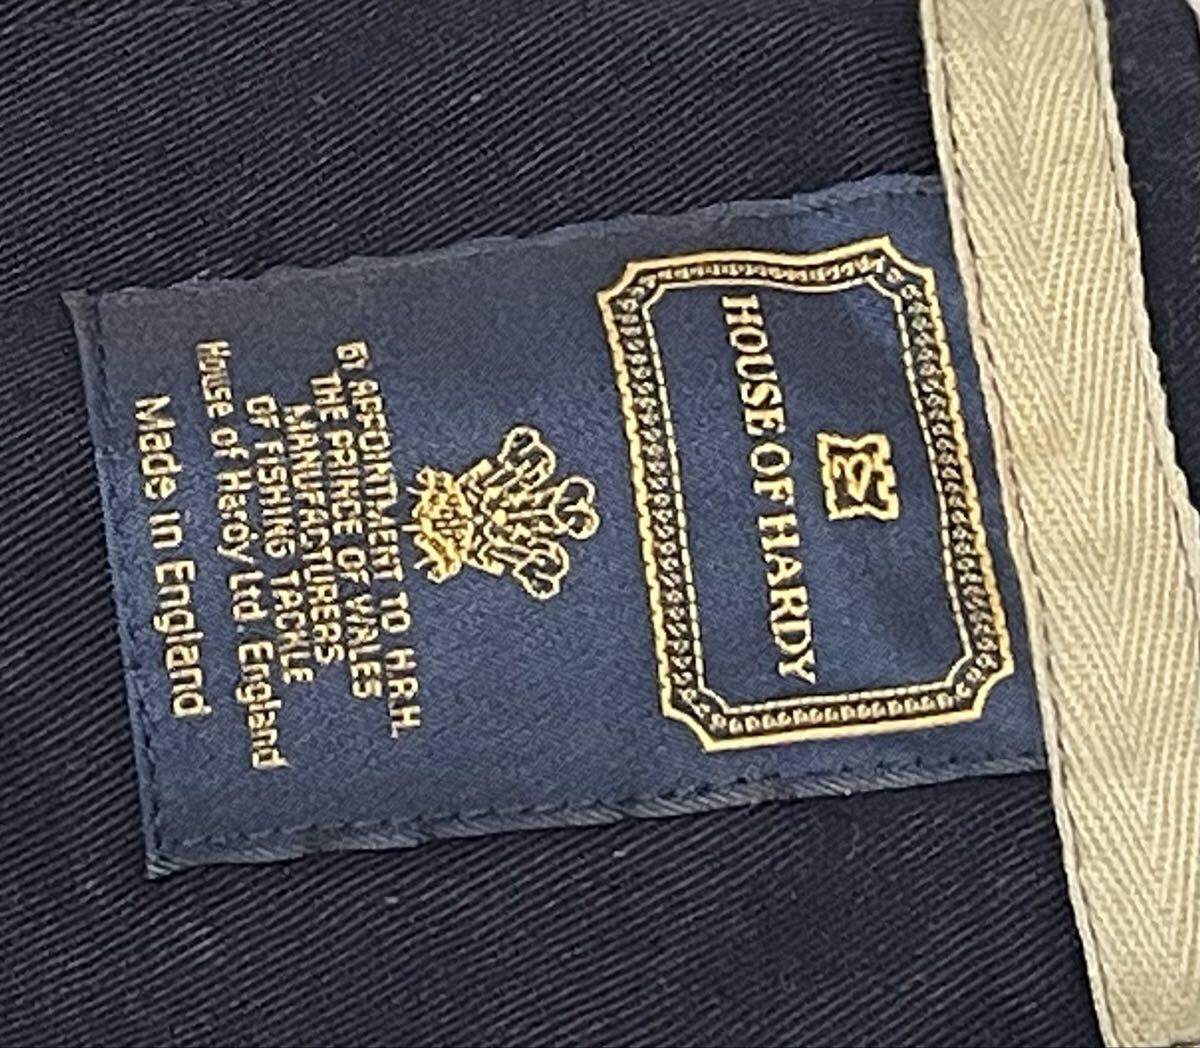 HOUSE OF HARDY
BY APPOINTMENT TO H.R.H.
THE PRINCE OF WALES
MANUFACTURERS
OF FISHING TACKLE
House of Hardy Ltd. England
Made in England